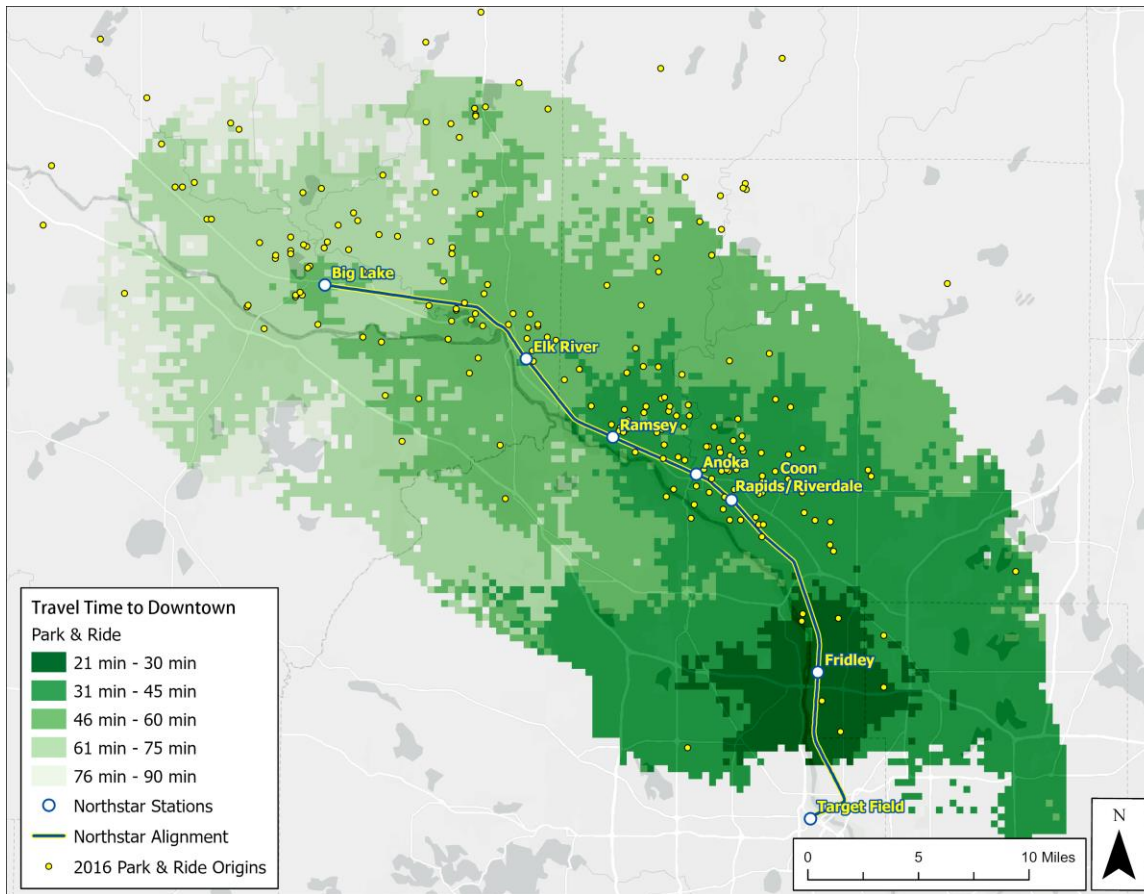 Big Lake
Elk River
Ramsey
Anoka
Coon
Rapids/Riverdale
Fridley
Target Field
Travel Time to Downtown
Park & Ride
21 min - 30 min
31 min - 45 min
46 min - 60 min
61 min - 75 min
76 min - 90 min
Northstar Stations
Northstar Alignment
2016 Park & Ride Origins
0 5 10 Miles
N